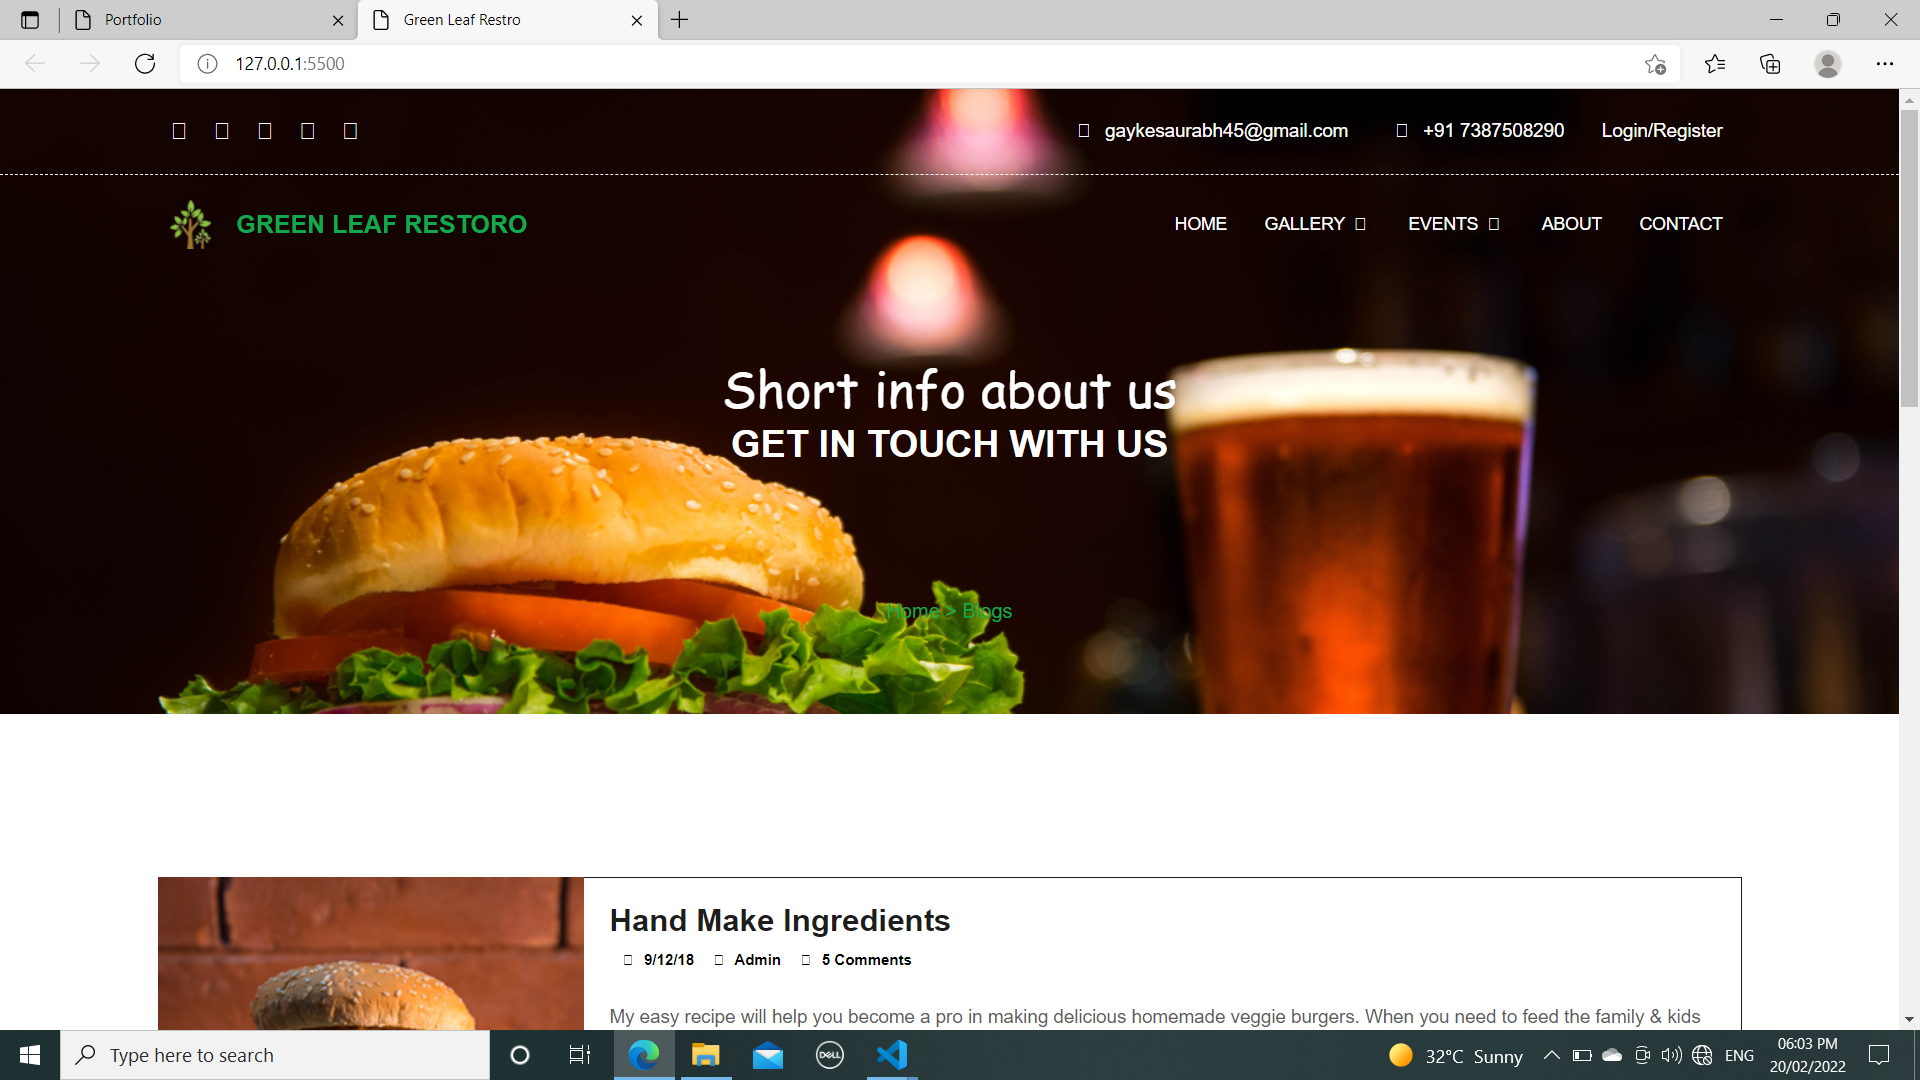 Portfolio
Green Leaf Restro
127.0.0.1:5500
gaykesaurabh45@gmail.com +91 7387508290 Login/Register
GREEN LEAF RESTORO
HOME GALLERY EVENTS ABOUT CONTACT
Short info about us
GET IN TOUCH WITH US
Home > Blogs
Hand Make Ingredients
9/12/18 Admin 5 Comments
My easy recipe will help you become a pro in making delicious homemade veggie burgers. When you need to feed the family & kids
Type here to search
DELL
32°C Sunny
ENG
06:03 PM
20/02/2022